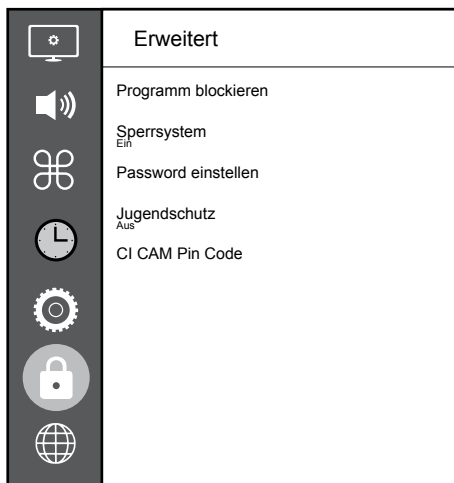 Erweitert
Programm blockieren
Sperrsystem
Ein
Password einstellen
Jugendschutz
Aus
CI CAM Pin Code